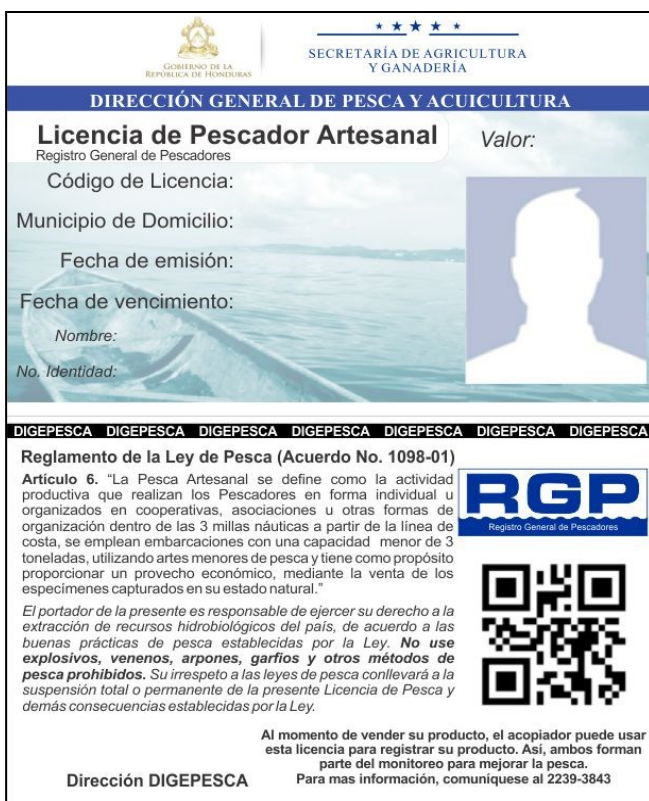 GOBIERNO DE LA
REPÚBLICA DE HONDURAS
SECRETARÍA DE AGRICULTURA
Y GANADERÍA
DIRECCIÓN GENERAL DE PESCA Y ACUICULTURA
Licencia de Pescador Artesanal
Registro General de Pescadores
Valor:
Código de Licencia:
Municipio de Domicilio:
Fecha de emisión:
Fecha de vencimiento:
Nombre:
No. Identidad:
DIGEPESCA DIGEPESCA DIGEPESCA DIGEPESCA DIGEPESCA DIGEPESCA DIGEPESCA
Reglamento de la Ley de Pesca (Acuerdo No. 1098-01)
Artículo 6. “La Pesca Artesanal se define como la actividad
productiva que realizan los Pescadores en forma individual u
organizados en cooperativas, asociaciones u otras formas de
organización dentro de las 3 millas náuticas a partir de la línea de
costa, se emplean embarcaciones con una capacidad menor de 3
toneladas, utilizando artes menores de pesca y tiene como propósito
proporcionar un provecho económico, mediante la venta de los
especímenes capturados en su estado natural.”
El portador de la presente es responsable de ejercer su derecho a la
extracción de recursos hidrobiológicos del país, de acuerdo a las
buenas prácticas de pesca establecidas por la Ley. No use
explosivos, venenos, arpones, garfios y otros métodos de
pesca prohibidos. Su irrespeto a las leyes de pesca conllevará a la
suspensión total o permanente de la presente Licencia de Pesca y
demás consecuencias establecidas por la Ley.
RGP
Registro General de Pescadores
Al momento de vender su producto, el acopiador puede usar
esta licencia para registrar su producto. Así, ambos forman
parte del monitoreo para mejorar la pesca.
Para mas información, comuníquese al 2239-3843
Dirección DIGEPESCA